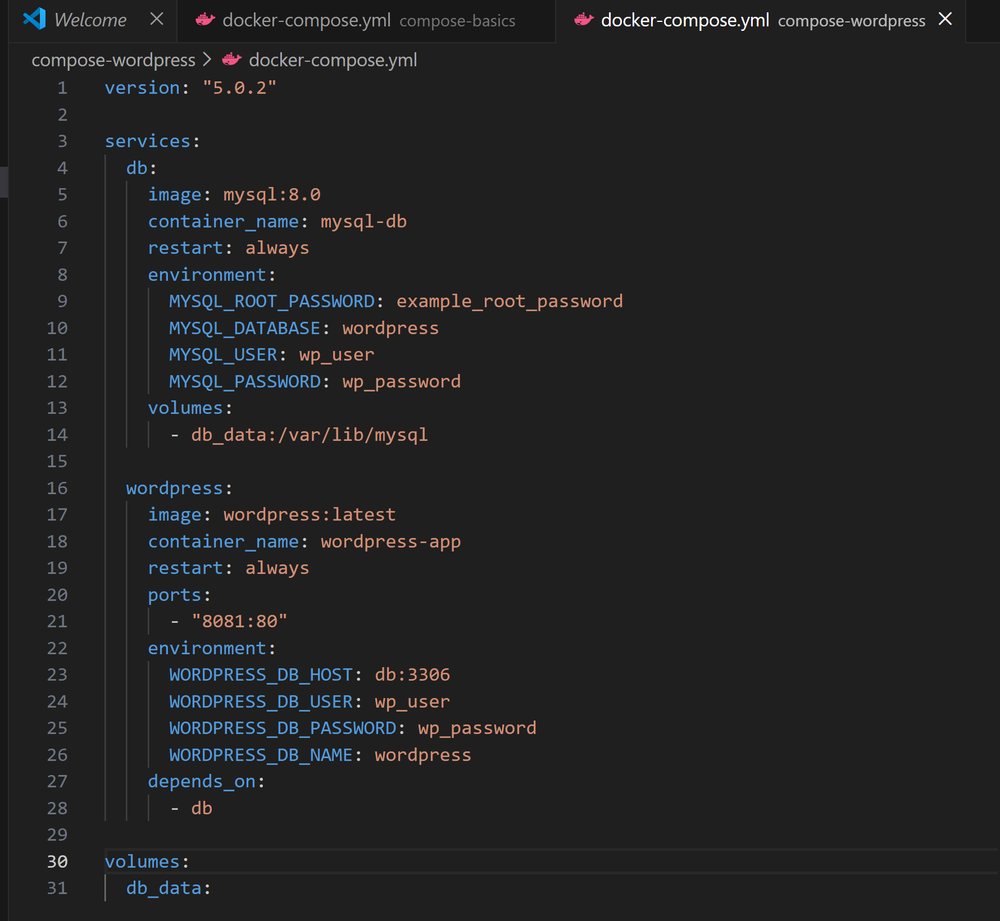 Welcome docker-compose.yml compose-basics docker-compose.yml compose-wordpress
compose-wordpress > docker-compose.yml
1 version: "5.0.2"
2
3 services:
4   db:
5     image: mysql:8.0
6     container_name: mysql-db
7     restart: always
8     environment:
9       MYSQL_ROOT_PASSWORD: example_root_password
10       MYSQL_DATABASE: wordpress
11       MYSQL_USER: wp_user
12       MYSQL_PASSWORD: wp_password
13     volumes:
14       - db_data:/var/lib/mysql
15
16   wordpress:
17     image: wordpress:latest
18     container_name: wordpress-app
19     restart: always
20     ports:
21       - "8081:80"
22     environment:
23       WORDPRESS_DB_HOST: db:3306
24       WORDPRESS_DB_USER: wp_user
25       WORDPRESS_DB_PASSWORD: wp_password
26       WORDPRESS_DB_NAME: wordpress
27     depends_on:
28       - db
29
30 volumes:
31   db_data: